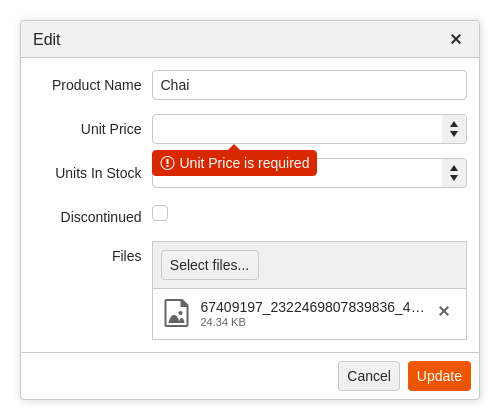 Edit
Product Name Chai
Unit Price
Unit Price is required
Units In Stock
Discontinued
Files Select files...
67409197_2322469807839836_4...
24.34 KB
Cancel Update